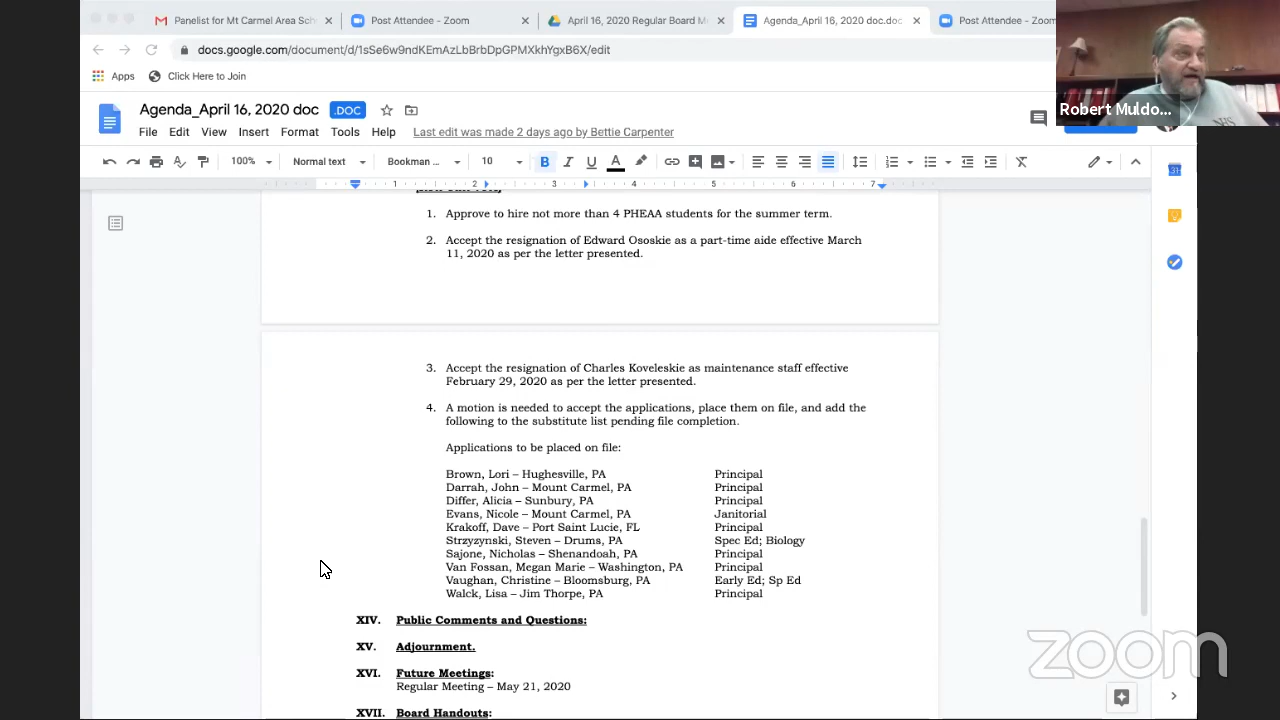 Panelist for Mt Carmel Area Sch
Post Attendee - Zoom
April 16, 2020 Regular Board M
Agenda_April 16, 2020 doc.doc
Post Attendee - Zoom
docs.google.com/document/d/1sSe6w9ndKEmAzLbBrbDpGPMXkhYgxB6X/edit
Apps
Click Here to Join
Robert Muldo...
Agenda_April 16, 2020 doc
.DOC
File Edit View Insert Format Tools Help
Last edit was made 2 days ago by Bettie Carpenter
100% Normal text Bookman ... 10 B I U A
1 2 3 4 5 6 7
1. Approve to hire not more than 4 PHEAA students for the summer term.
2. Accept the resignation of Edward Ososkie as a part-time aide effective March
11, 2020 as per the letter presented.
3. Accept the resignation of Charles Koveleskie as maintenance staff effective
February 29, 2020 as per the letter presented.
4. A motion is needed to accept the applications, place them on file, and add the
following to the substitute list pending file completion.
Applications to be placed on file:
Brown, Lori – Hughesville, PA Principal
Darrah, John – Mount Carmel, PA Principal
Differ, Alicia – Sunbury, PA Principal
Evans, Nicole – Mount Carmel, PA Janitorial
Krakoff, Dave – Port Saint Lucie, FL Principal
Strzyzynski, Steven – Drums, PA Spec Ed; Biology
Sajone, Nicholas – Shenandoah, PA Principal
Van Fossan, Megan Marie – Washington, PA Principal
Vaughan, Christine – Bloomsburg, PA Early Ed; Sp Ed
Walck, Lisa – Jim Thorpe, PA Principal
XIV. Public Comments and Questions:
XV. Adjournment.
XVI. Future Meetings:
Regular Meeting – May 21, 2020
XVII. Board Handouts:
zoom